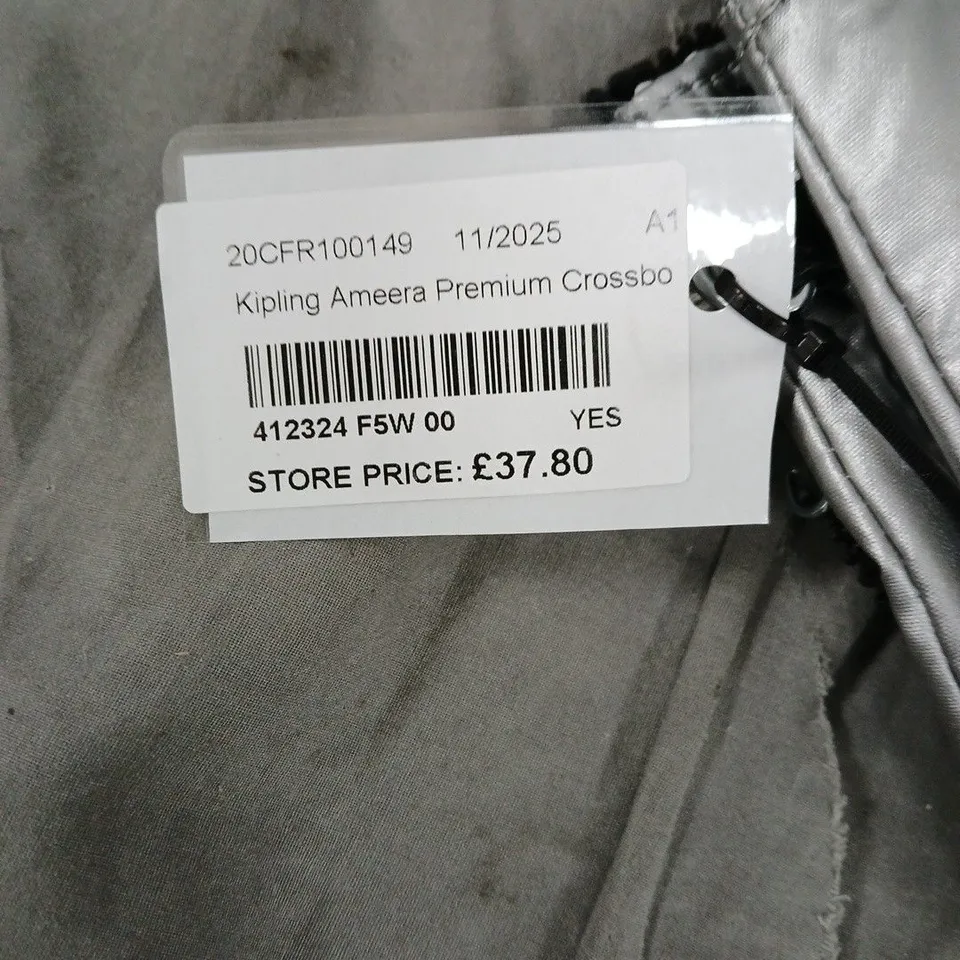 20CFR100149 11/2025 A1
Kipling Ameera Premium Crossbo
412324 F5W 00 YES
STORE PRICE: £37.80